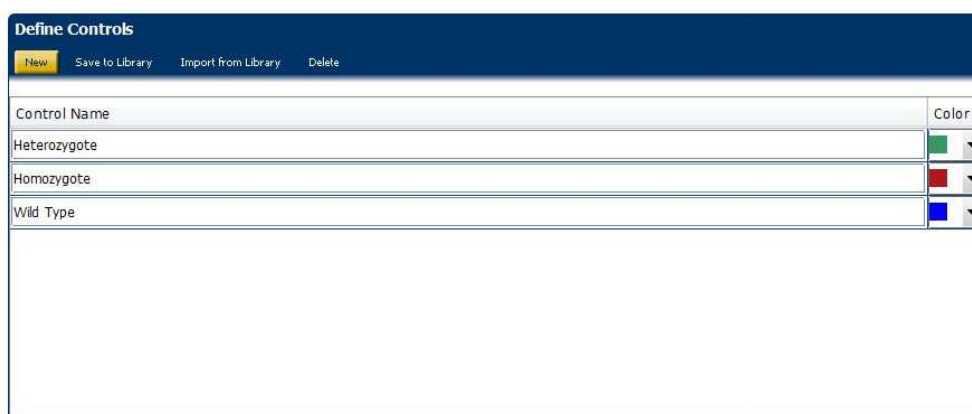 Define Controls
New Save to Library Import from Library Delete
Control Name Color
Heterozygote
Homozygote
Wild Type